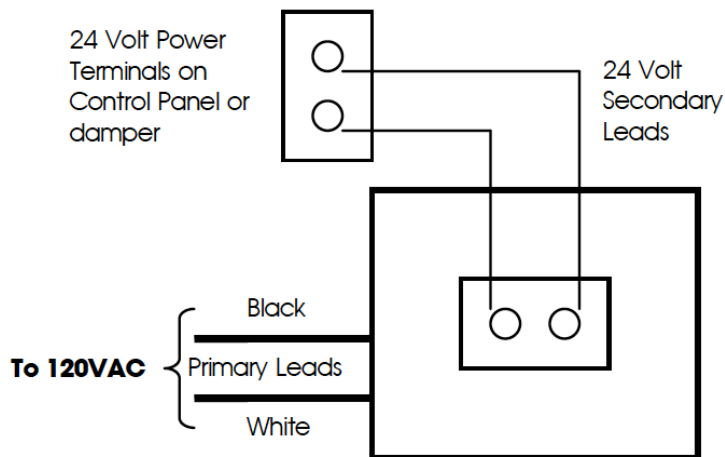 24 Volt Power
Terminals on
Control Panel or
damper
24 Volt
Secondary
Leads
Black
To 120VAC
Primary Leads
White